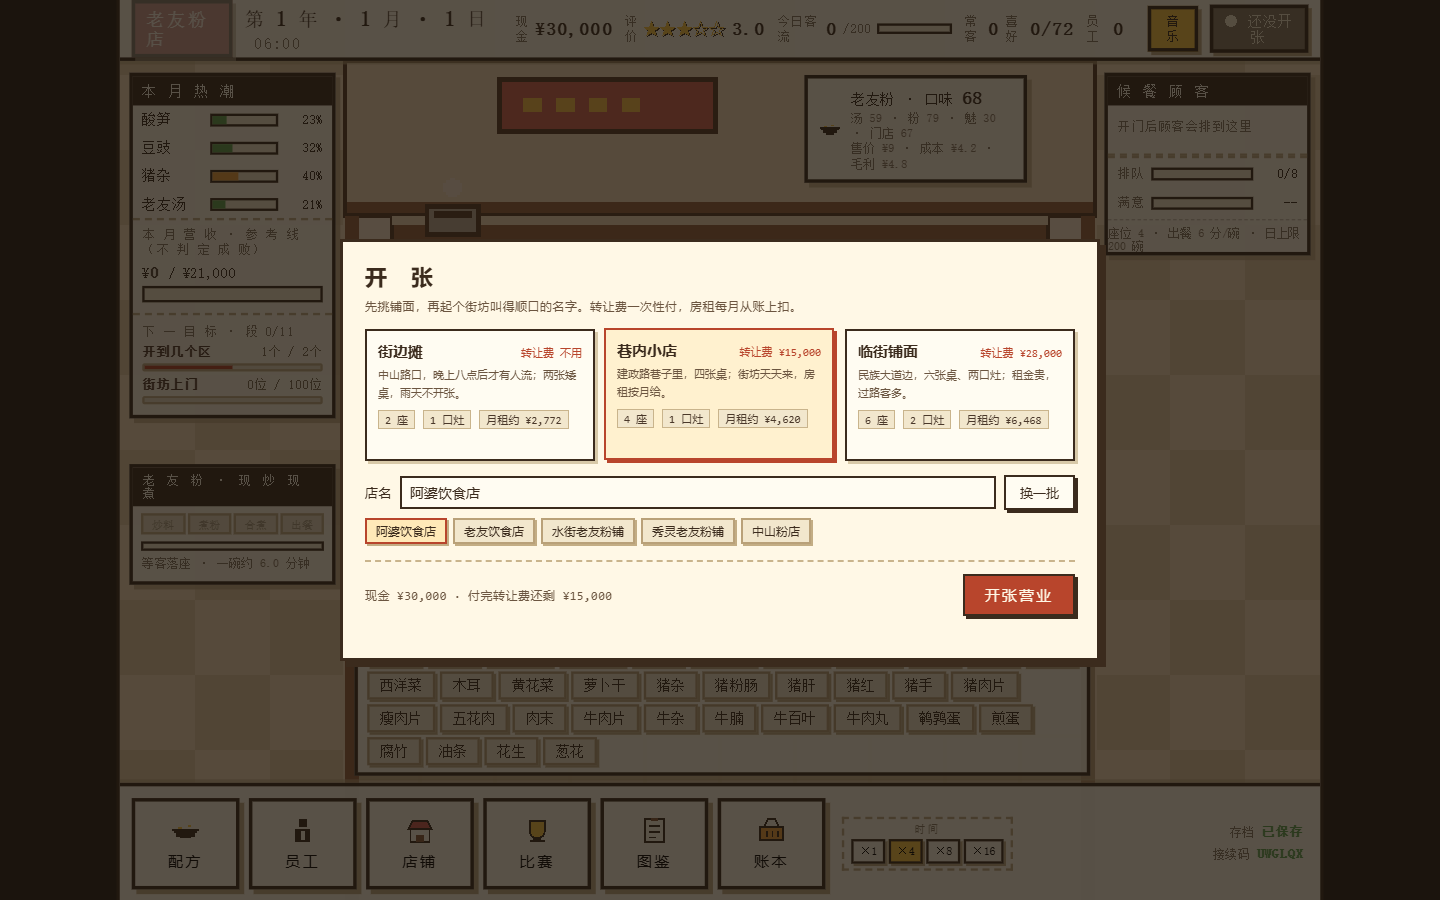 老友粉店
第 1 年 · 1 月 · 1 日
06:00
现金 ¥30,000
评价 ★★★☆☆ 3.0
今日客流 0 /200
常客 0
喜好 0/72
员工 0
音乐
还没开张
本月热潮
酸笋 23%
豆豉 32%
猪杂 40%
老友汤 21%
本月营收 · 参考线
(不判定成败)
¥0 / ¥21,000
下一目标 · 段 0/11
开到几个区 1个 / 2个
街坊上门 0位 / 100位
老友粉 · 现炒现煮
炒料 煮粉 合煮 出餐
等客落座 · 一碗约 6.0 分钟
老友粉 · 口味 68
汤 59 · 粉 79 · 魅 30
· 门店 67
售价 ¥9 · 成本 ¥4.2 ·
毛利 ¥4.8
候餐顾客
开门后顾客会排到这里
排队 0/8
满意 --
座位 4 · 出餐 6 分/碗 · 日上限
200 碗
开 张
先挑铺面，再起个街坊叫得顺口的名字。转让费一次性付，房租每月从账上扣。
街边摊 转让费 不用
中山路口，晚上八点后才有人流；两张矮
桌，雨天不开张。
2 座 1 口灶 月租约 ¥2,772
巷内小店 转让费 ¥15,000
建政路巷子里，四张桌；街坊天天来，房
租按月给。
4 座 1 口灶 月租约 ¥4,620
临街铺面 转让费 ¥28,000
民族大道边，六张桌、两口灶；租金贵，
过路客多。
6 座 2 口灶 月租约 ¥6,468
店名 阿婆饮食店 换一批
阿婆饮食店 老友饮食店 水街老友粉铺 秀灵老友粉铺 中山粉店
现金 ¥30,000 · 付完转让费还剩 ¥15,000
开张营业
西洋菜 木耳 黄花菜 萝卜干 猪杂 猪粉肠 猪肝 猪红 猪手 猪肉片
瘦肉片 五花肉 肉末 牛肉片 牛杂 牛腩 牛百叶 牛肉丸 鹌鹑蛋 煎蛋
腐竹 油条 花生 葱花
配方 员工 店铺 比赛 图鉴 账本
时间
×1 ×4 ×8 ×16
存档 已保存
接续码 UWGLQX